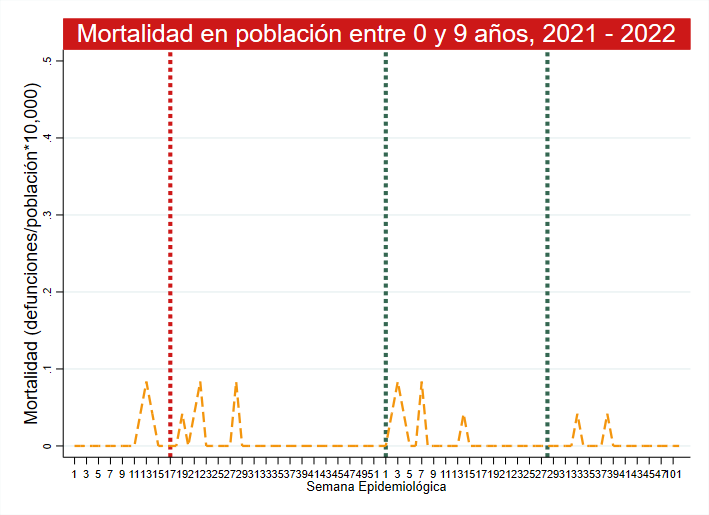 Mortalidad en población entre 0 y 9 años, 2021 - 2022
Mortalidad (defunciones/población*10,000)
.5
.4
.3
.2
.1
0
1 3 5 7 9 11 13 15 17 19 21 23 25 27 29 31 33 35 37 39 41 43 45 47 49 51 1 3 5 7 9 11 13 15 17 19 21 23 25 27 29 31 33 35 37 39 41 43 45 47 101
Semana Epidemiológica